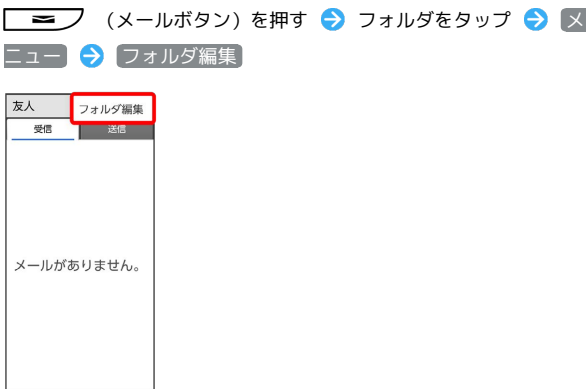 (メールボタン)を押す フォルダをタップ メ
ニュー フォルダ編集
友人 フォルダ編集
受信 送信
メールがありません。